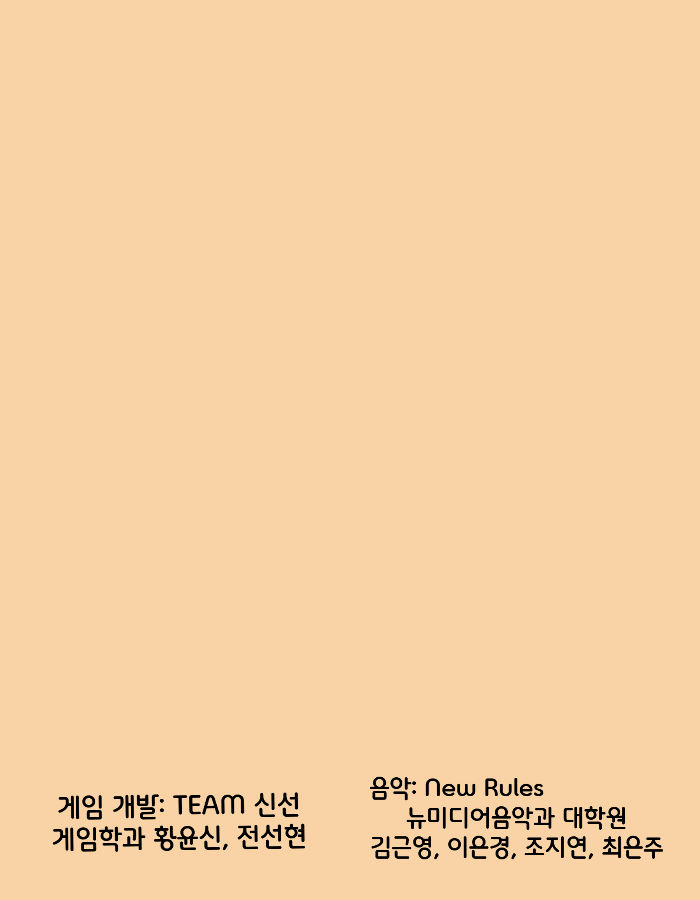 게임 개발: TEAM 신선
게임학과 황윤신, 전선현
음악: New Rules
뉴미디어음악과 대학원
김근영, 이은경, 조지연, 최은주